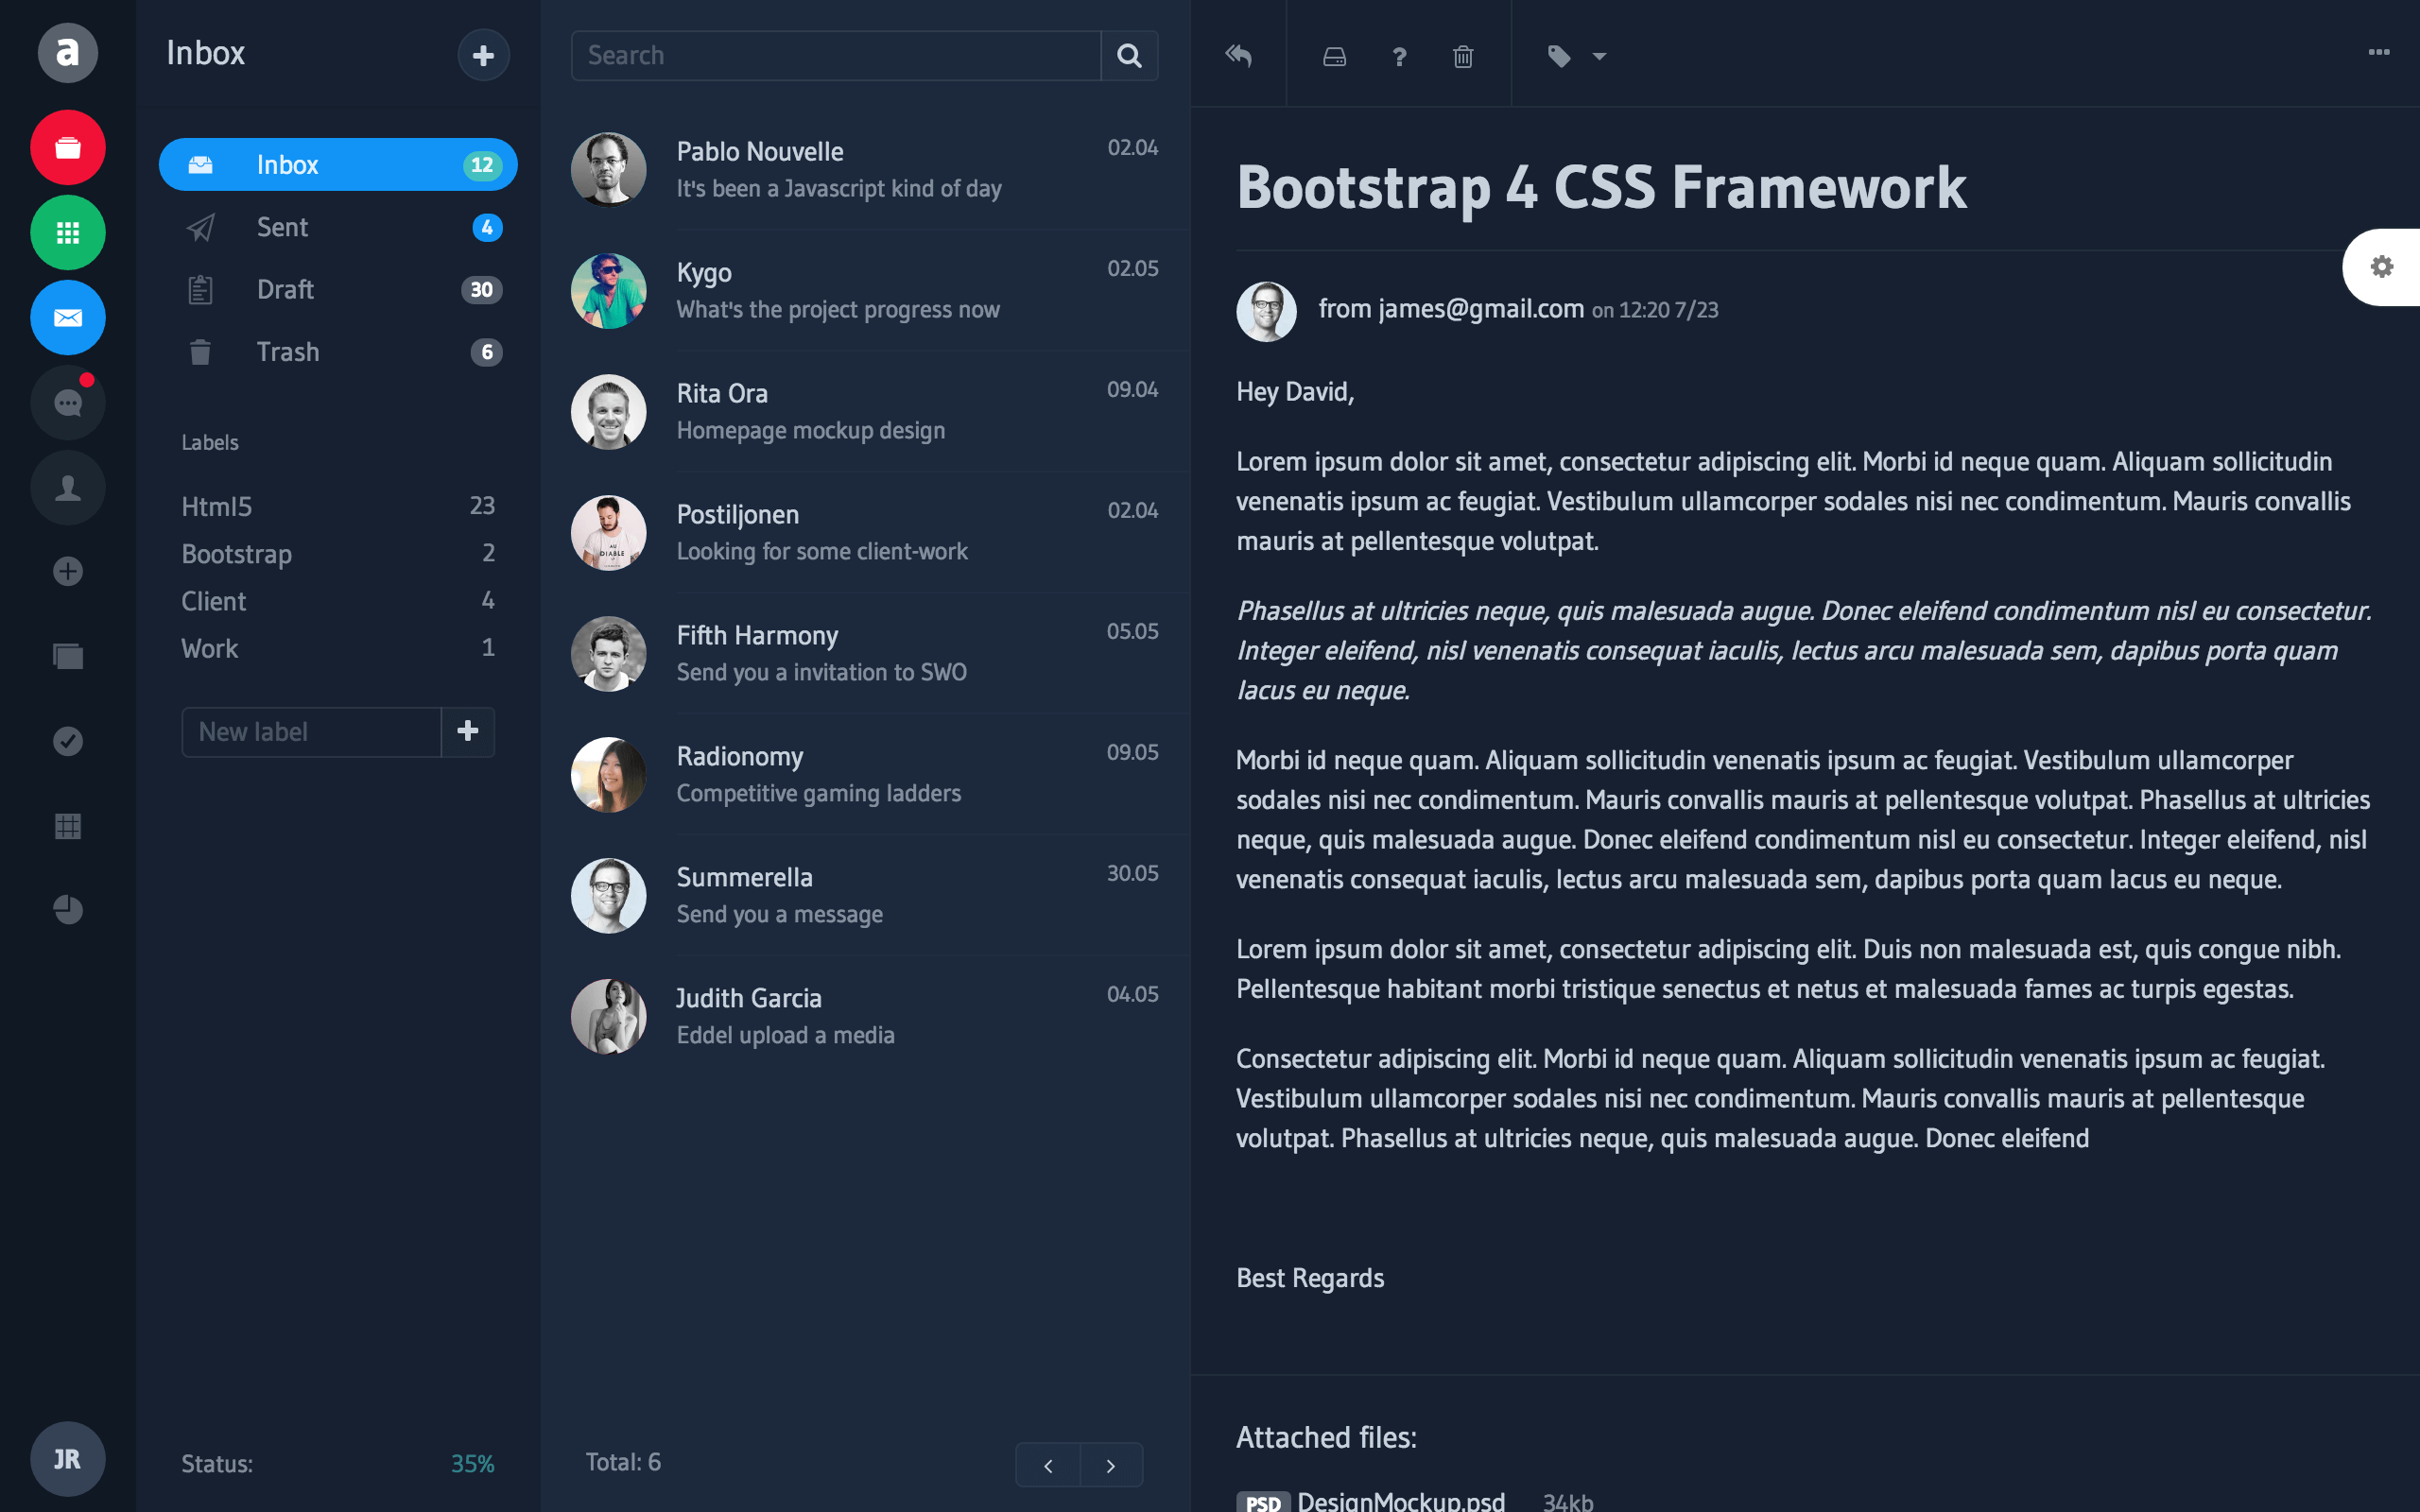 a
JR
Inbox
Inbox 12
Sent 4
Draft 30
Trash 6
Labels
Html5 23
Bootstrap 2
Client 4
Work 1
New label
Status: 35%
Search
Pablo Nouvelle 02.04
It's been a Javascript kind of day
Kygo 02.05
What's the project progress now
Rita Ora 09.04
Homepage mockup design
Postiljonen 02.04
Looking for some client-work
Fifth Harmony 05.05
Send you a invitation to SWO
Radionomy 09.05
Competitive gaming ladders
Summerella 30.05
Send you a message
Judith Garcia 04.05
Eddel upload a media
Total: 6
Bootstrap 4 CSS Framework
from james@gmail.com on 12:20 7/23
Hey David,
Lorem ipsum dolor sit amet, consectetur adipiscing elit. Morbi id neque quam. Aliquam sollicitudin
venenatis ipsum ac feugiat. Vestibulum ullamcorper sodales nisi nec condimentum. Mauris convallis
mauris at pellentesque volutpat.
Phasellus at ultricies neque, quis malesuada augue. Donec eleifend condimentum nisl eu consectetur.
Integer eleifend, nisl venenatis consequat iaculis, lectus arcu malesuada sem, dapibus porta quam
lacus eu neque.
Morbi id neque quam. Aliquam sollicitudin venenatis ipsum ac feugiat. Vestibulum ullamcorper
sodales nisi nec condimentum. Mauris convallis mauris at pellentesque volutpat. Phasellus at ultricies
neque, quis malesuada augue. Donec eleifend condimentum nisl eu consectetur. Integer eleifend, nisl
venenatis consequat iaculis, lectus arcu malesuada sem, dapibus porta quam lacus eu neque.
Lorem ipsum dolor sit amet, consectetur adipiscing elit. Duis non malesuada est, quis congue nibh.
Pellentesque habitant morbi tristique senectus et netus et malesuada fames ac turpis egestas.
Consectetur adipiscing elit. Morbi id neque quam. Aliquam sollicitudin venenatis ipsum ac feugiat.
Vestibulum ullamcorper sodales nisi nec condimentum. Mauris convallis mauris at pellentesque
volutpat. Phasellus at ultricies neque, quis malesuada augue. Donec eleifend
Best Regards
Attached files:
PSD DesignMockup.psd 34kb